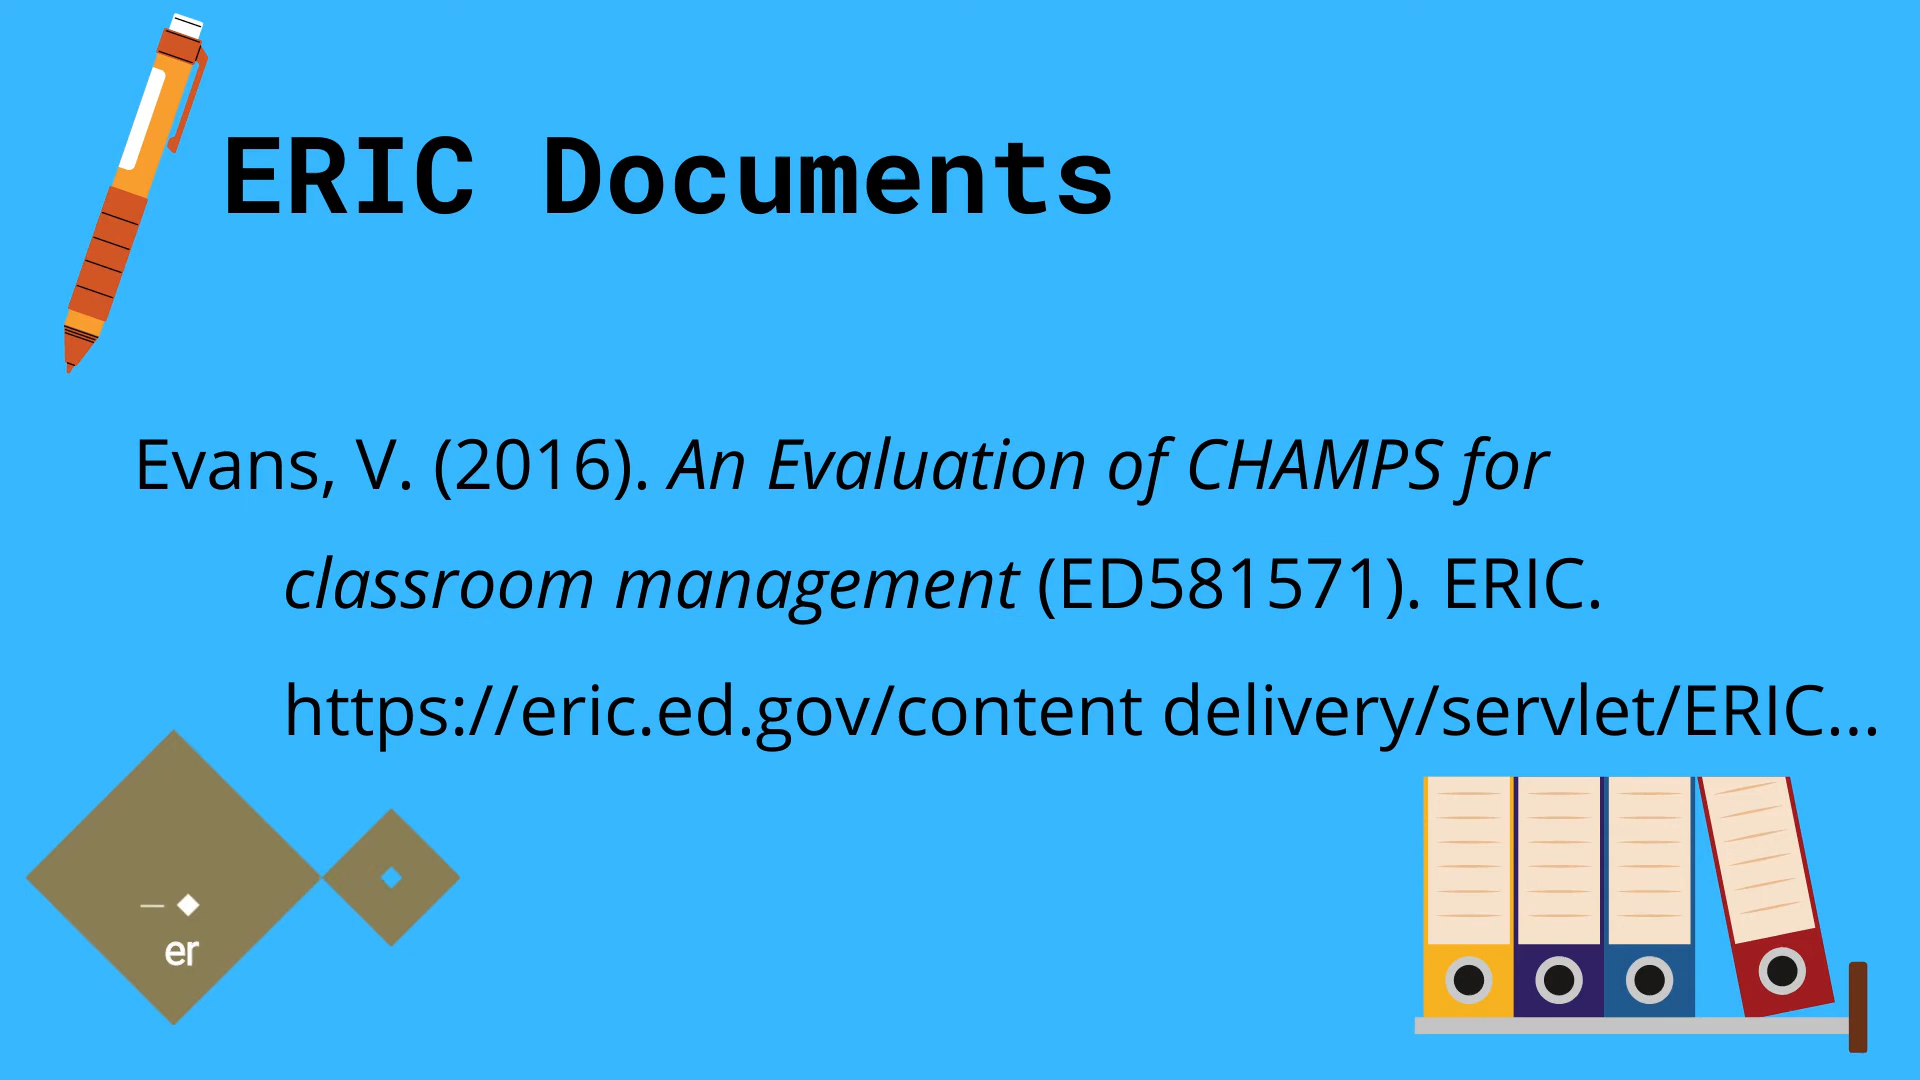 ERIC Documents
Evans, V. (2016). An Evaluation of CHAMPS for
classroom management (ED581571). ERIC.
https://eric.ed.gov/content delivery/servlet/ERIC...
er